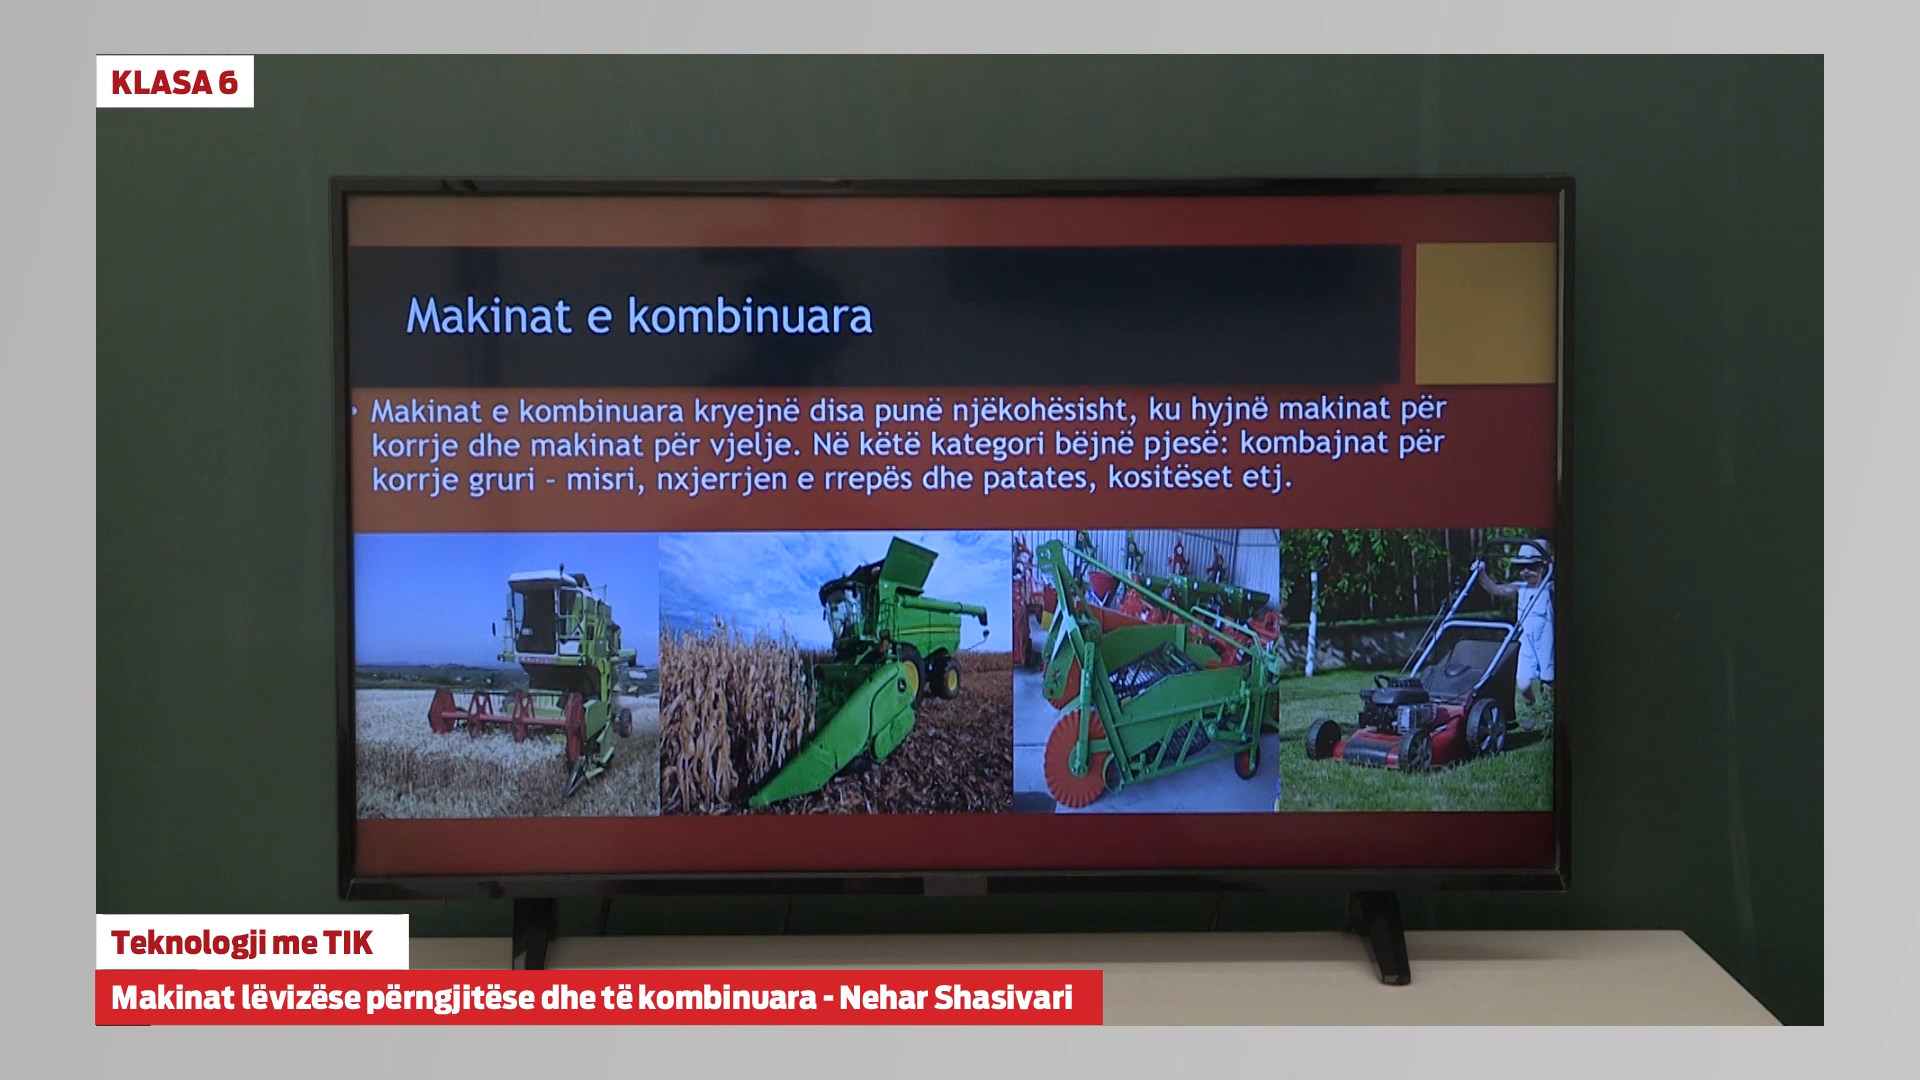 KLASA 6
Makinat e kombinuara
Makinat e kombinuara kryejnë disa punë njëkohësisht, ku hyjnë makinat për
korrje dhe makinat për vjelje. Në këtë kategori bëjnë pjesë: kombajnat për
korrje gruri – misri, nxjerrjen e rrepës dhe patates, kositëset etj.
Teknologji me TIK
Makinat lëvizëse përngjitëse dhe të kombinuara - Nehar Shasivari